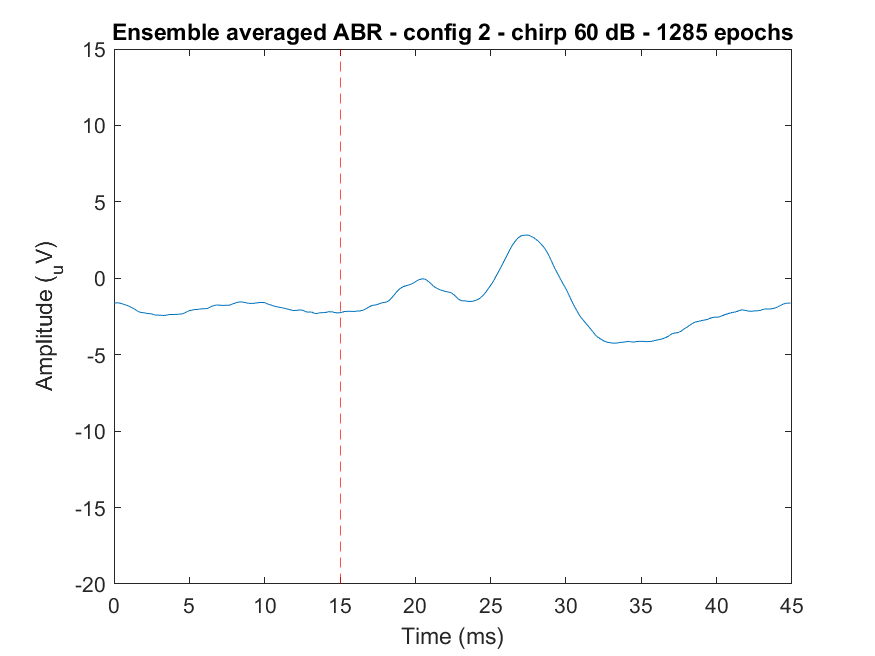 Ensemble averaged ABR - config 2 - chirp 60 dB - 1285 epochs
15
10
5
0
-5
-10
-15
-20
Amplitude (uV)
0 5 10 15 20 25 30 35 40 45
Time (ms)